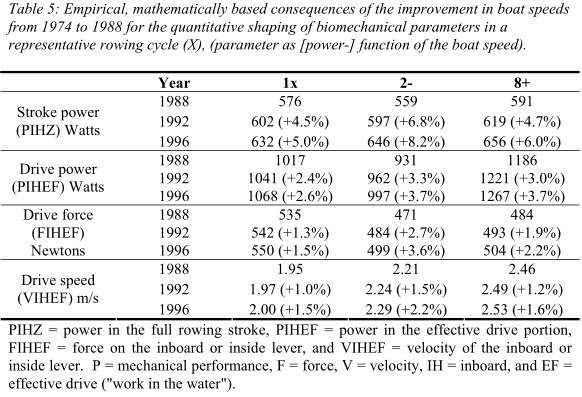 Table 5: Empirical, mathematically based consequences of the improvement in boat speeds
from 1974 to 1988 for the quantitative shaping of biomechanical parameters in a
representative rowing cycle (X), (parameter as [power-] function of the boat speed).
Year 1x 2- 8+
Stroke power (PIHZ) Watts
1988 576 559 591
1992 602 (+4.5%) 597 (+6.8%) 619 (+4.7%)
1996 632 (+5.0%) 646 (+8.2%) 656 (+6.0%)
Drive power (PIHEF) Watts
1988 1017 931 1186
1992 1041 (+2.4%) 962 (+3.3%) 1221 (+3.0%)
1996 1068 (+2.6%) 997 (+3.7%) 1267 (+3.7%)
Drive force (FIHEF) Newtons
1988 535 471 484
1992 542 (+1.3%) 484 (+2.7%) 493 (+1.9%)
1996 550 (+1.5%) 499 (+3.6%) 504 (+2.2%)
Drive speed (VIHEF) m/s
1988 1.95 2.21 2.46
1992 1.97 (+1.0%) 2.24 (+1.5%) 2.49 (+1.2%)
1996 2.00 (+1.5%) 2.29 (+2.2%) 2.53 (+1.6%)
PIHZ = power in the full rowing stroke, PIHEF = power in the effective drive portion,
FIHEF = force on the inboard or inside lever, and VIHEF = velocity of the inboard or
inside lever. P = mechanical performance, F = force, V = velocity, IH = inboard, and EF =
effective drive ("work in the water").